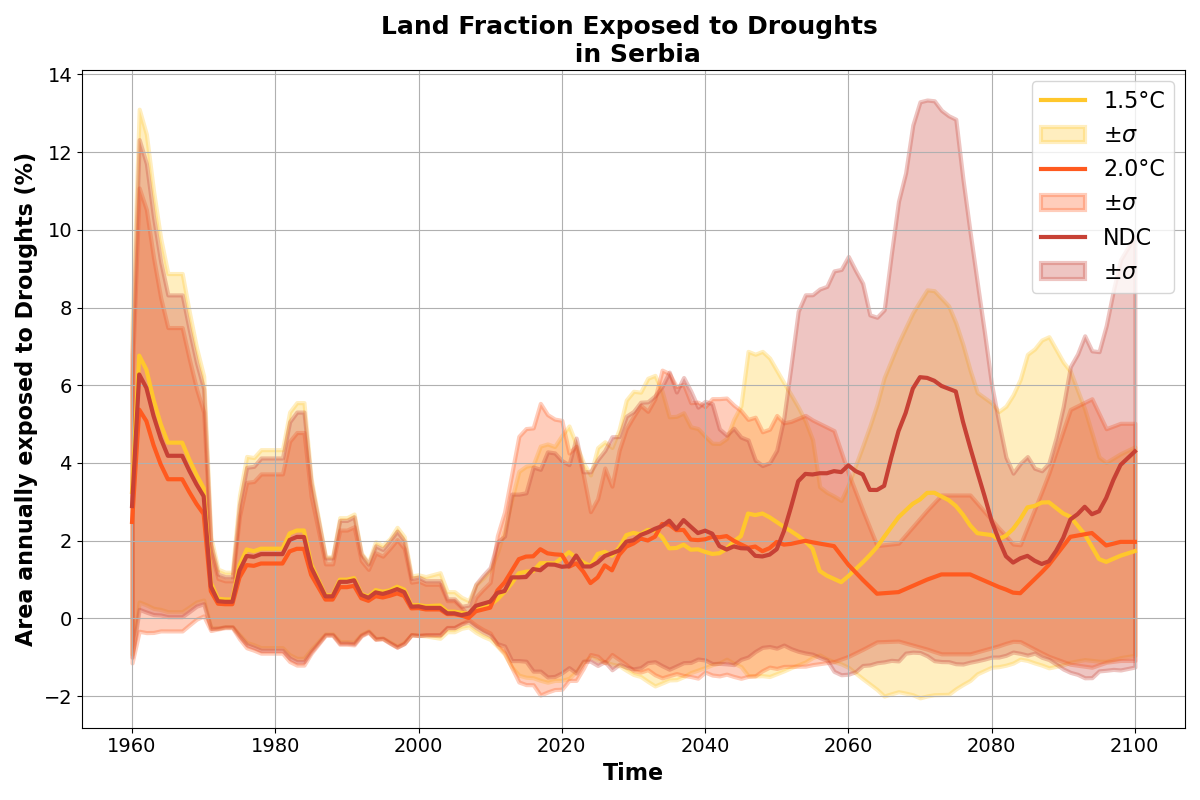 Land Fraction Exposed to Droughts
in Serbia
Area annually exposed to Droughts (%)
14
12
10
8
6
4
2
0
−2
1.5°C
±σ
2.0°C
±σ
NDC
±σ
1960 1980 2000 2020 2040 2060 2080 2100
Time